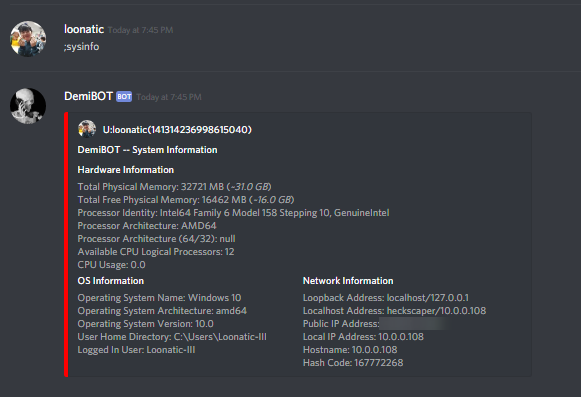 loonatic Today at 7:45 PM
;sysinfo
DemiBOT BOT Today at 7:45 PM
U:loonatic(141314236998615040)
DemiBOT -- System Information
Hardware Information
Total Physical Memory: 32721 MB (~31.0 GB)
Total Free Physical Memory: 16462 MB (~16.0 GB)
Processor Identity: Intel64 Family 6 Model 158 Stepping 10, GenuineIntel
Processor Architecture: AMD64
Processor Architecture (64/32): null
Available CPU Logical Processors: 12
CPU Usage: 0.0
OS Information
Operating System Name: Windows 10
Operating System Architecture: amd64
Operating System Version: 10.0
User Home Directory: C:\Users\Loonatic-III
Logged In User: Loonatic-III
Network Information
Loopback Address: localhost/127.0.0.1
Localhost Address: heckscaper/10.0.0.108
Public IP Address:
Local IP Address: 10.0.0.108
Hostname: 10.0.0.108
Hash Code: 167772268